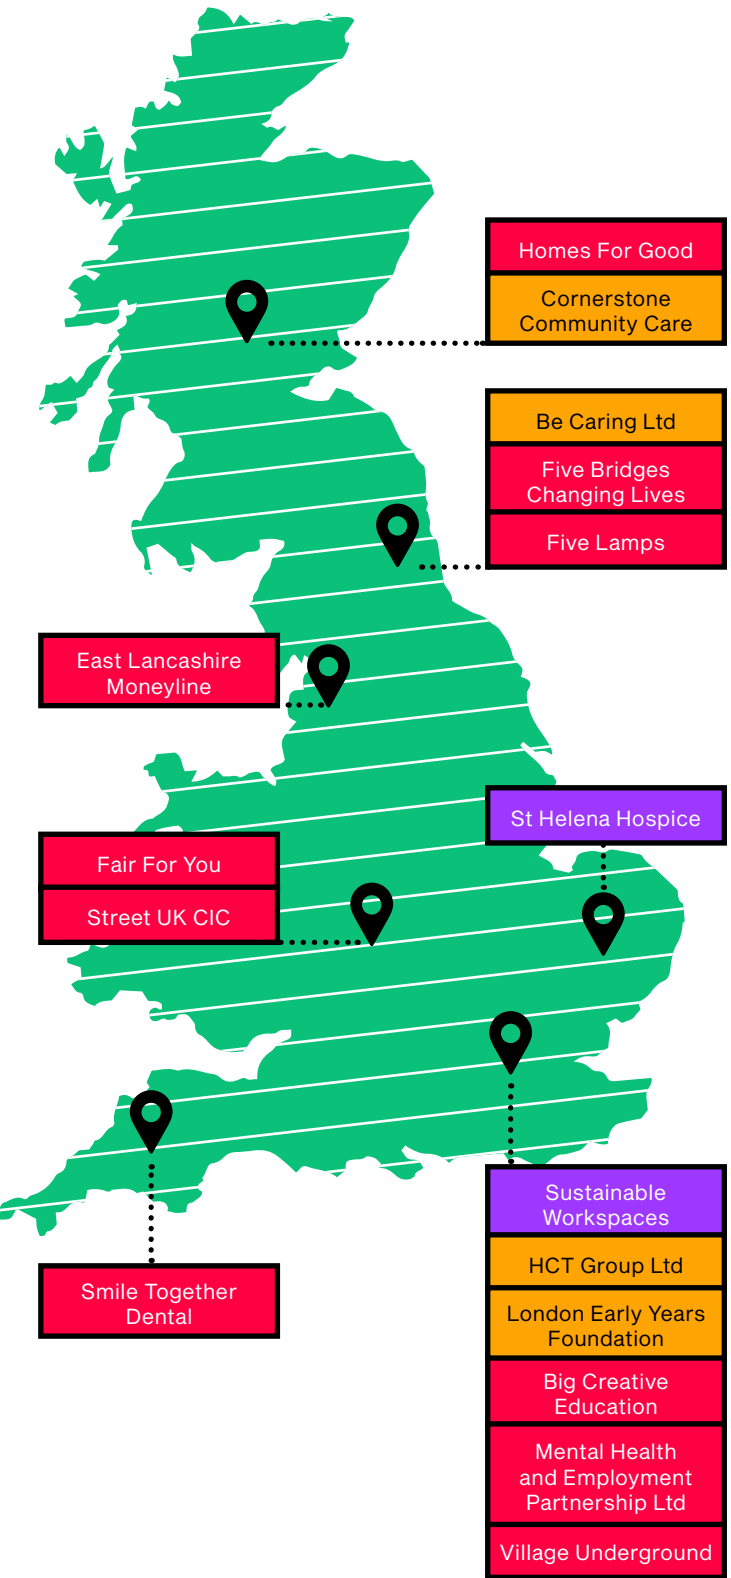 Homes For Good
Cornerstone
Community Care
Be Caring Ltd
Five Bridges
Changing Lives
Five Lamps
East Lancashire
Moneyline
St Helena Hospice
Fair For You
Street UK CIC
Sustainable
Workspaces
HCT Group Ltd
London Early Years
Foundation
Big Creative
Education
Mental Health
and Employment
Partnership Ltd
Village Underground
Smile Together
Dental